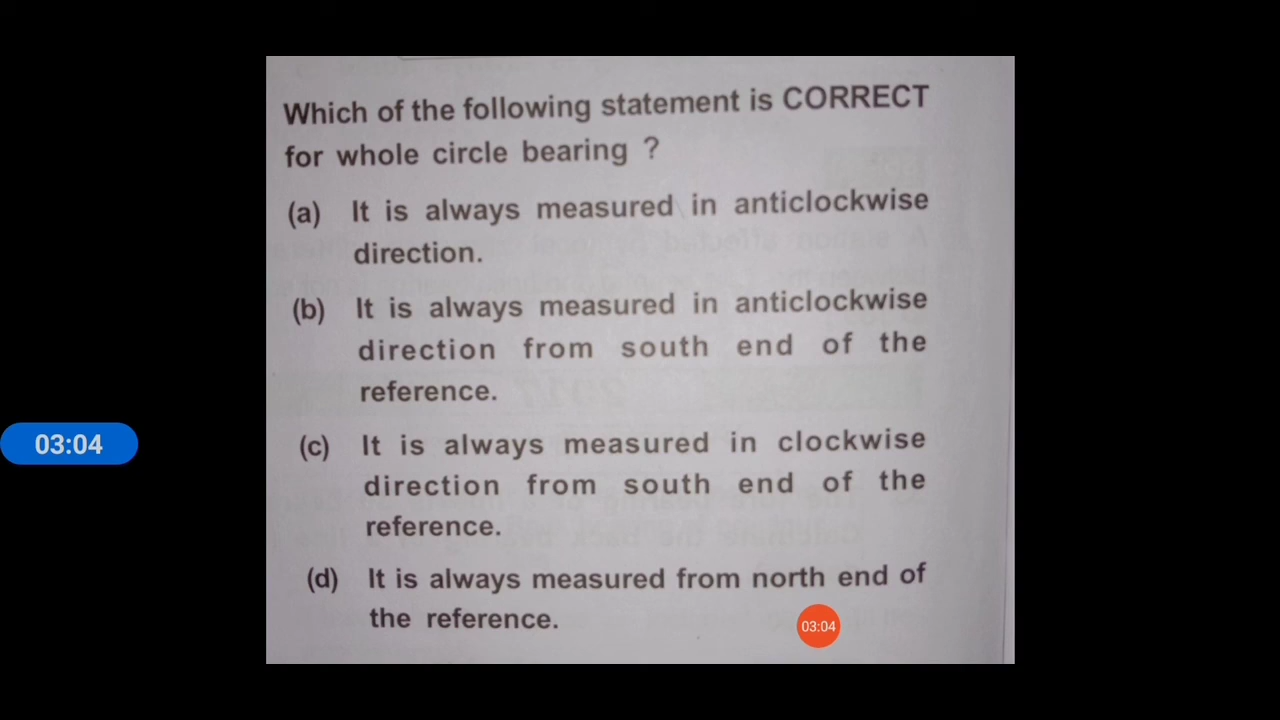 Which of the following statement is CORRECT
for whole circle bearing ?
(a) It is always measured in anticlockwise
direction.
(b) It is always measured in anticlockwise
direction from south end of the
reference.
(c) It is always measured in clockwise
direction from south end of the
reference.
(d) It is always measured from north end of
the reference.
03:04
03:04